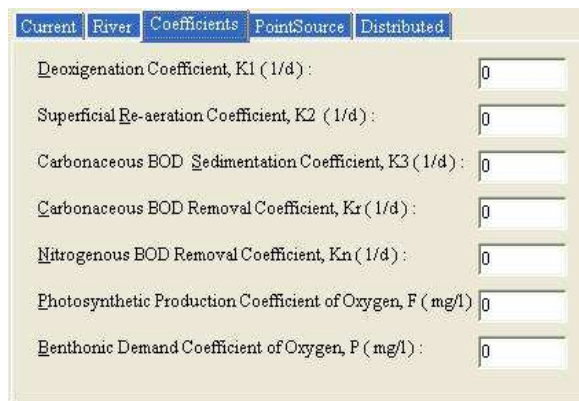 Current River Coefficients PointSource Distributed
Deoxigenation Coefficient, K1 (1/d) : 0
Superficial Re-aeration Coefficient, K2 (1/d) : 0
Carbonaceous BOD Sedimentation Coefficient, K3 (1/d) : 0
Carbonaceous BOD Removal Coefficient, Kr (1/d) : 0
Nitrogenous BOD Removal Coefficient, Kn (1/d) : 0
Photosynthetic Production Coefficient of Oxygen, F ( mg/l) 0
Benthonic Demand Coefficient of Oxygen, P ( mg/l) : 0